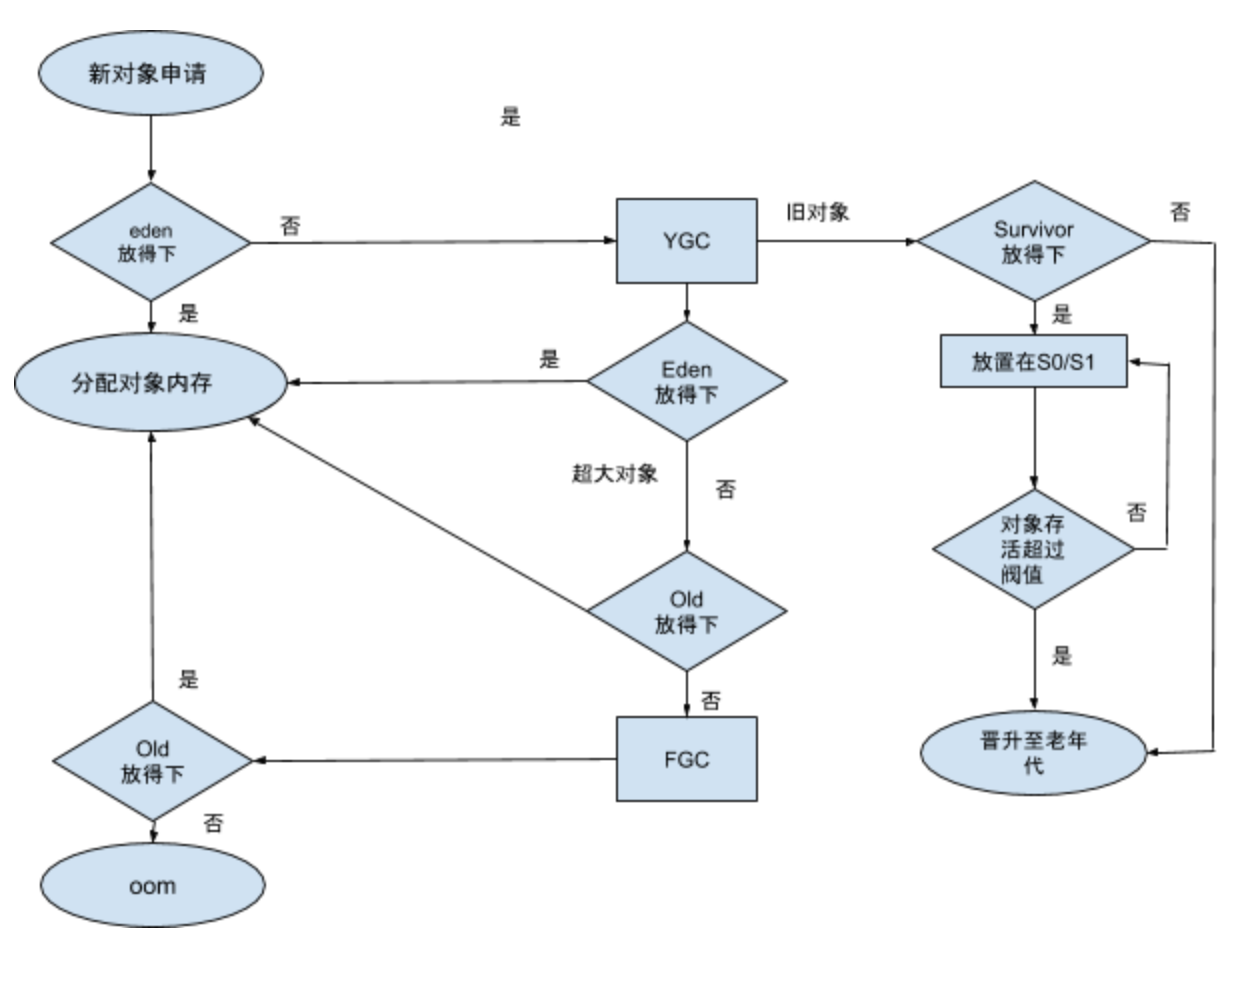 新对象申请
是
eden
放得下
否
YGC
旧对象
Survivor
放得下
否
是
是
分配对象内存
是
Eden
放得下
放置在S0/S1
超大对象
否
对象存
活超过
阀值
否
Old
放得下
是
是
否
Old
放得下
FGC
晋升至老年
代
否
oom